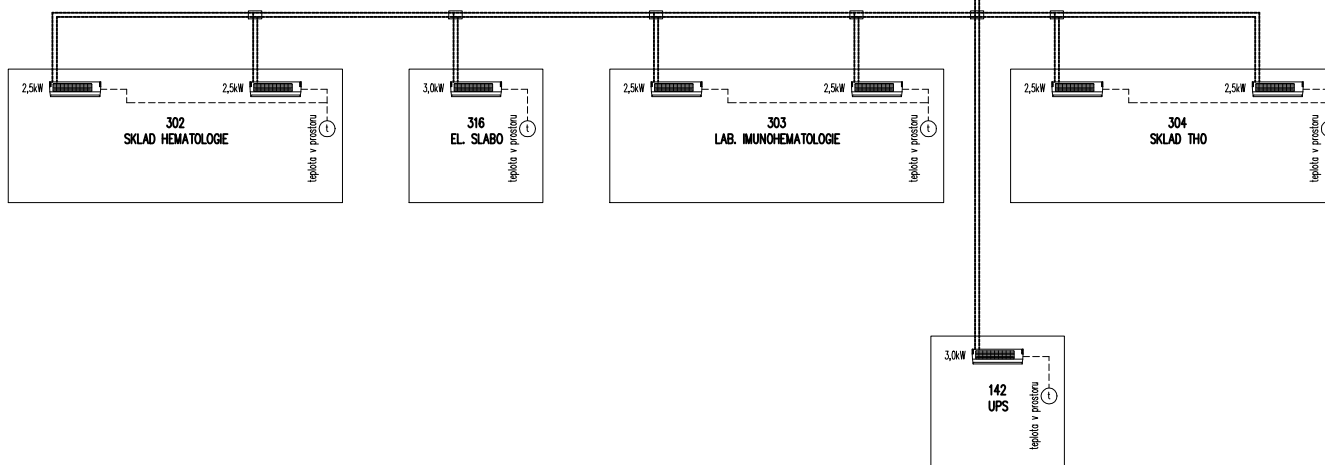 2,5kW
2,5kW
302
SKLAD HEMATOLOGIE
teplota v prostoru
t
3,0kW
316
EL. SLABO
teplota v prostoru
t
2,5kW
2,5kW
303
LAB. IMUNOHEMATOLOGIE
teplota v prostoru
t
2,5kW
2,5kW
304
SKLAD THO
teplota v prostoru
t
3,0kW
142
UPS
teplota v prostoru
t